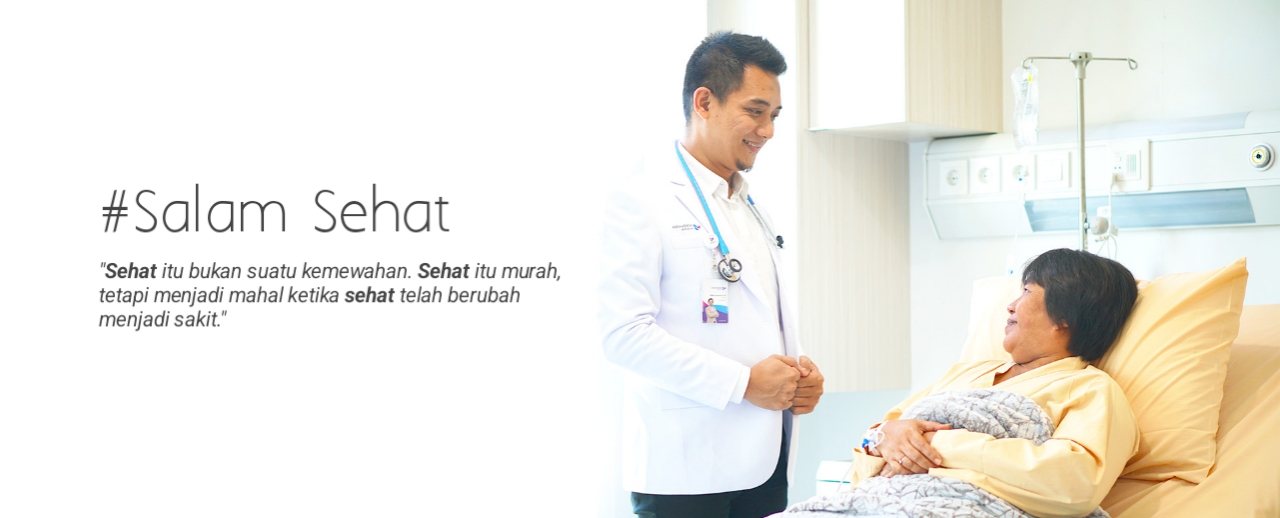 #Salam Sehat
"Sehat itu bukan suatu kemewahan. Sehat itu murah,
tetapi menjadi mahal ketika sehat telah berubah
menjadi sakit."